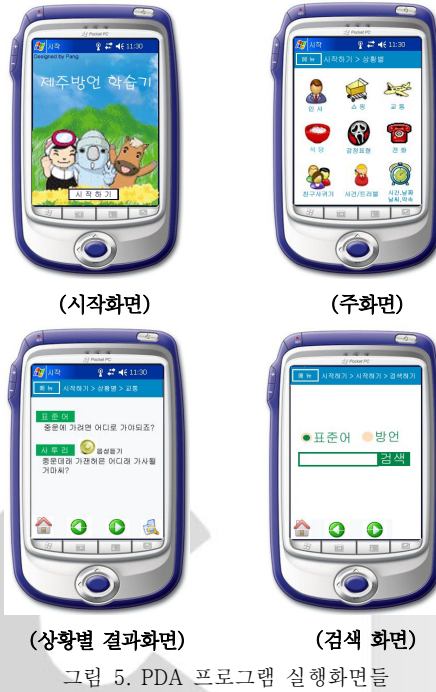 Pocket PC
시작 11:30
Designed by Pang
제주방언 학습기
시작하기
(시작화면)
Pocket PC
시작 11:30
메뉴 시작하기 > 상황별
인사 쇼핑 교통
식당 감정표현 전화
친구사귀기 사건/트러블 시간,날짜
날씨,약속
(주화면)
Pocket PC
시작 11:30
메뉴 시작하기 > 상황별 > 교통
표준어
중문에 가려면 어디로 가야되죠?
사투리 음성듣기
중문데래 가젠허믄 어디래 가사될
거마씨?
(상황별 결과화면)
Pocket PC
메뉴 시작하기 > 시작하기 > 검색하기
표준어 방언
검색
(검색 화면)
그림 5. PDA 프로그램 실행화면들